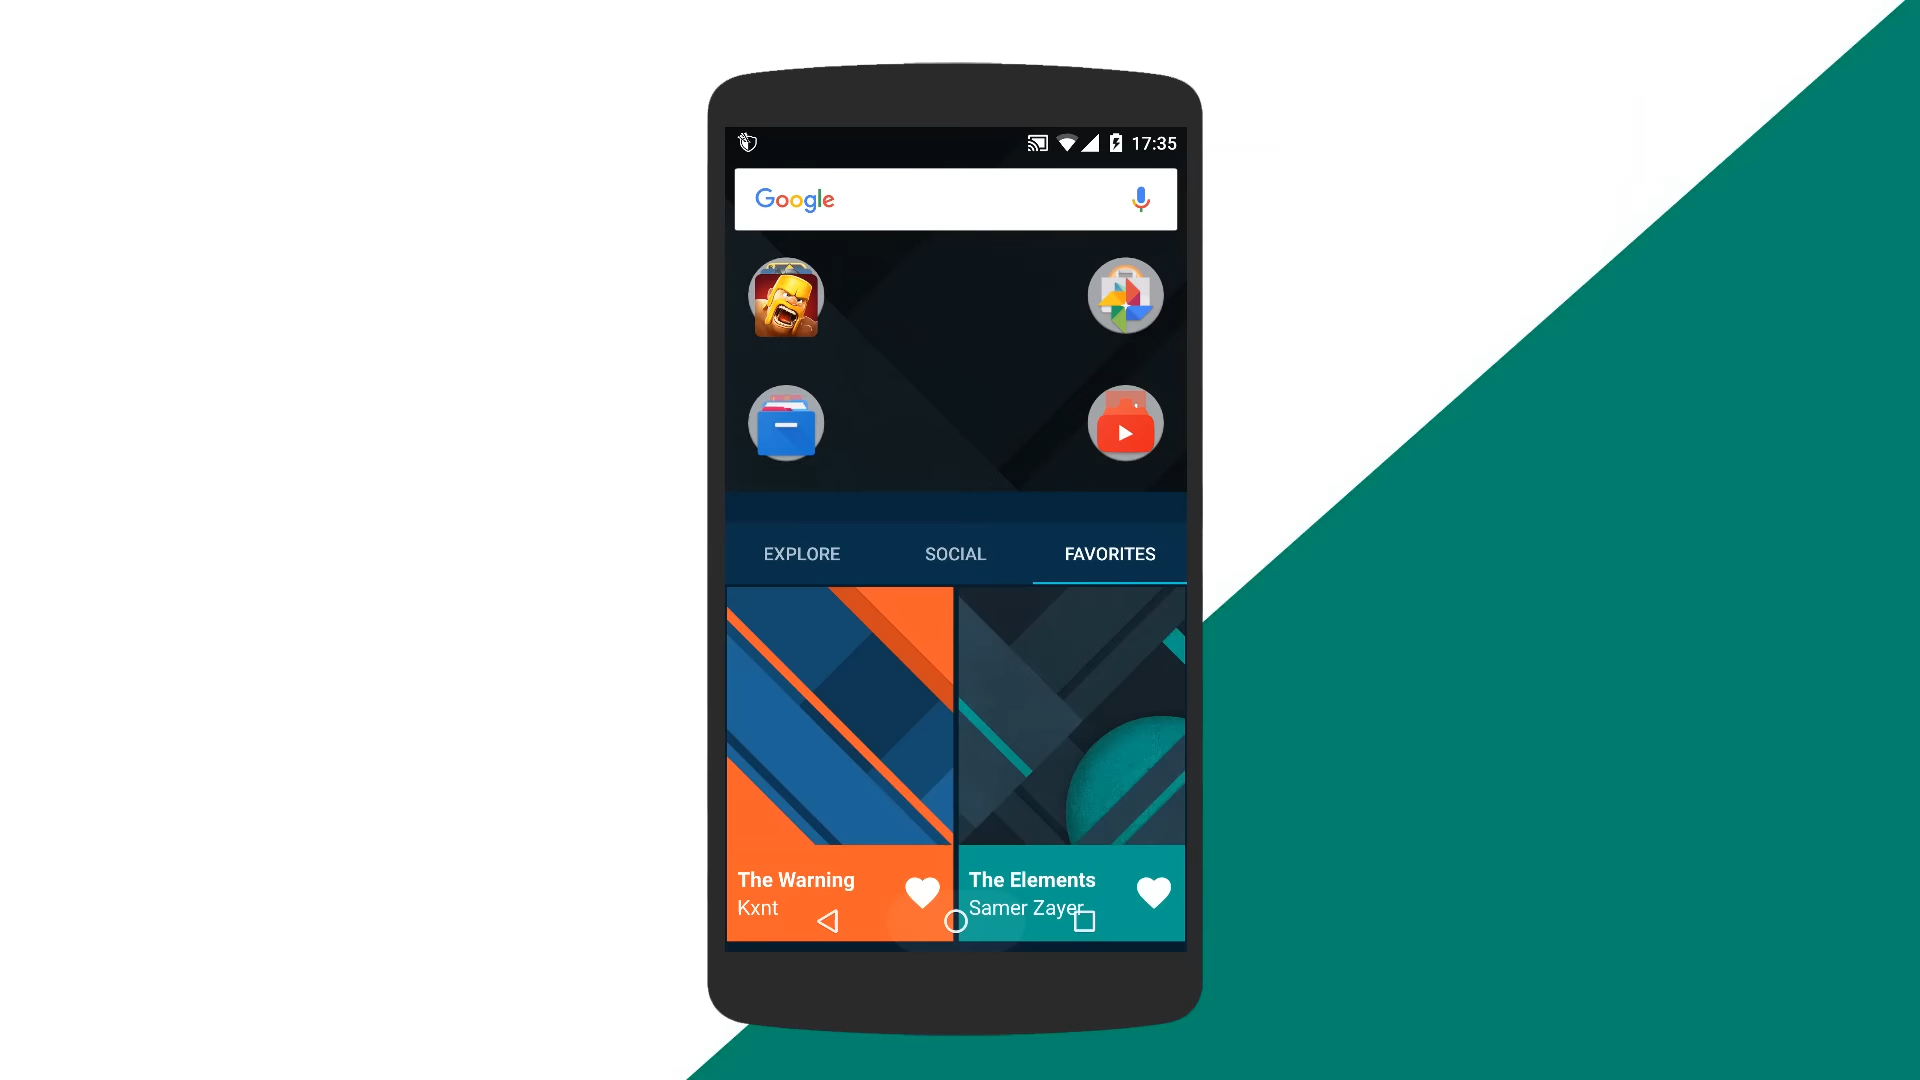 17:35
Google
EXPLORE SOCIAL FAVORITES
The Warning
Kxnt
The Elements
Samer Zayer